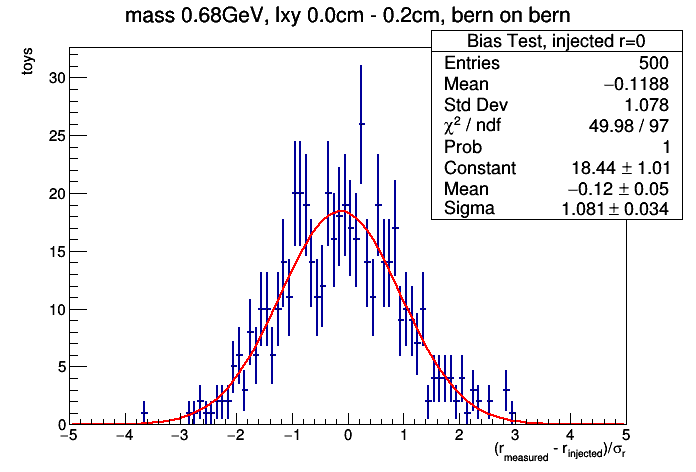 mass 0.68GeV, lxy 0.0cm - 0.2cm, bern on bern
toys
Bias Test, injected r=0
Entries 500
Mean −0.1188
Std Dev 1.078
χ² / ndf 49.98 / 97
Prob 1
Constant 18.44 ± 1.01
Mean −0.12 ± 0.05
Sigma 1.081 ± 0.034
30
25
20
15
10
5
0
−5 −4 −3 −2 −1 0 1 2 3 4 5
(r_measured - r_injected)/σ_r